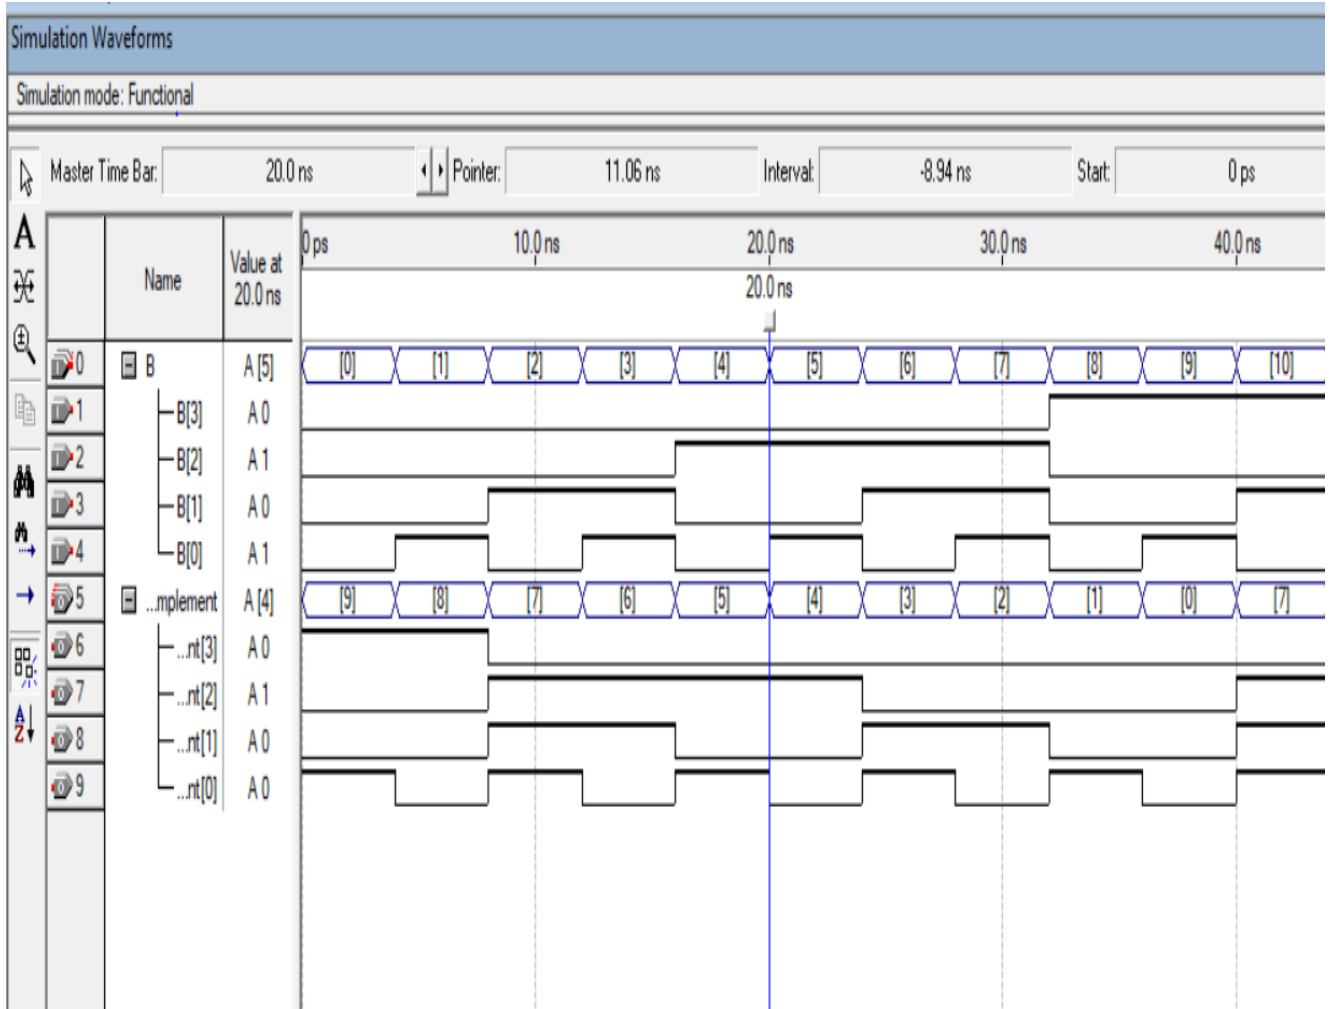 Simulation Waveforms
Simulation mode: Functional
Master Time Bar: 20.0 ns Pointer: 11.06 ns Interval: -8.94 ns Start: 0 ps
A
0 ps 10.0 ns 20.0 ns 30.0 ns 40.0 ns
Name Value at 20.0 ns
20.0 ns
0 B A [5] [0] [1] [2] [3] [4] [5] [6] [7] [8] [9] [10]
1 B[3] A 0
2 B[2] A 1
3 B[1] A 0
4 B[0] A 1
5 ...mplement A [4] [9] [8] [7] [6] [5] [4] [3] [2] [1] [0] [7]
6 ...nt[3] A 0
7 ...nt[2] A 1
8 ...nt[1] A 0
9 ...nt[0] A 0
A
Z